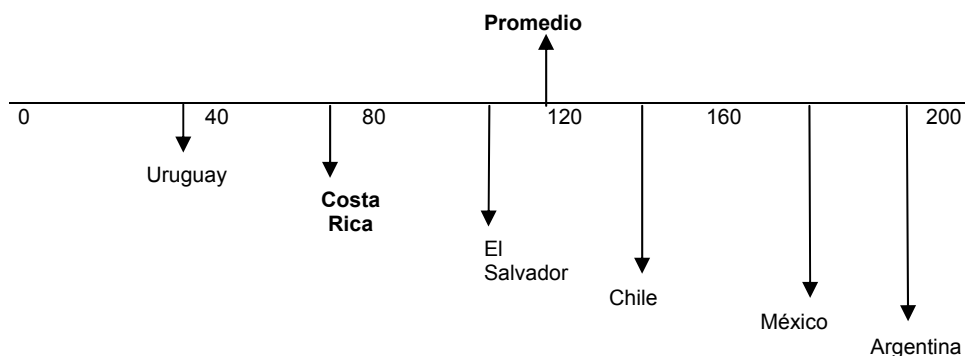 Promedio
0 40 80 120 160 200
Uruguay
Costa
Rica
El
Salvador
Chile
México
Argentina